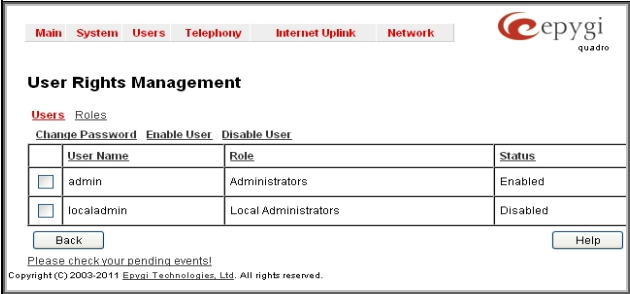 Main System Users Telephony Internet Uplink Network
epygi
quadro
User Rights Management
Users Roles
Change Password Enable User Disable User
User Name Role Status
admin Administrators Enabled
localadmin Local Administrators Disabled
Back Help
Please check your pending events!
Copyright (C) 2003-2011 Epygi Technologies, Ltd. All rights reserved.